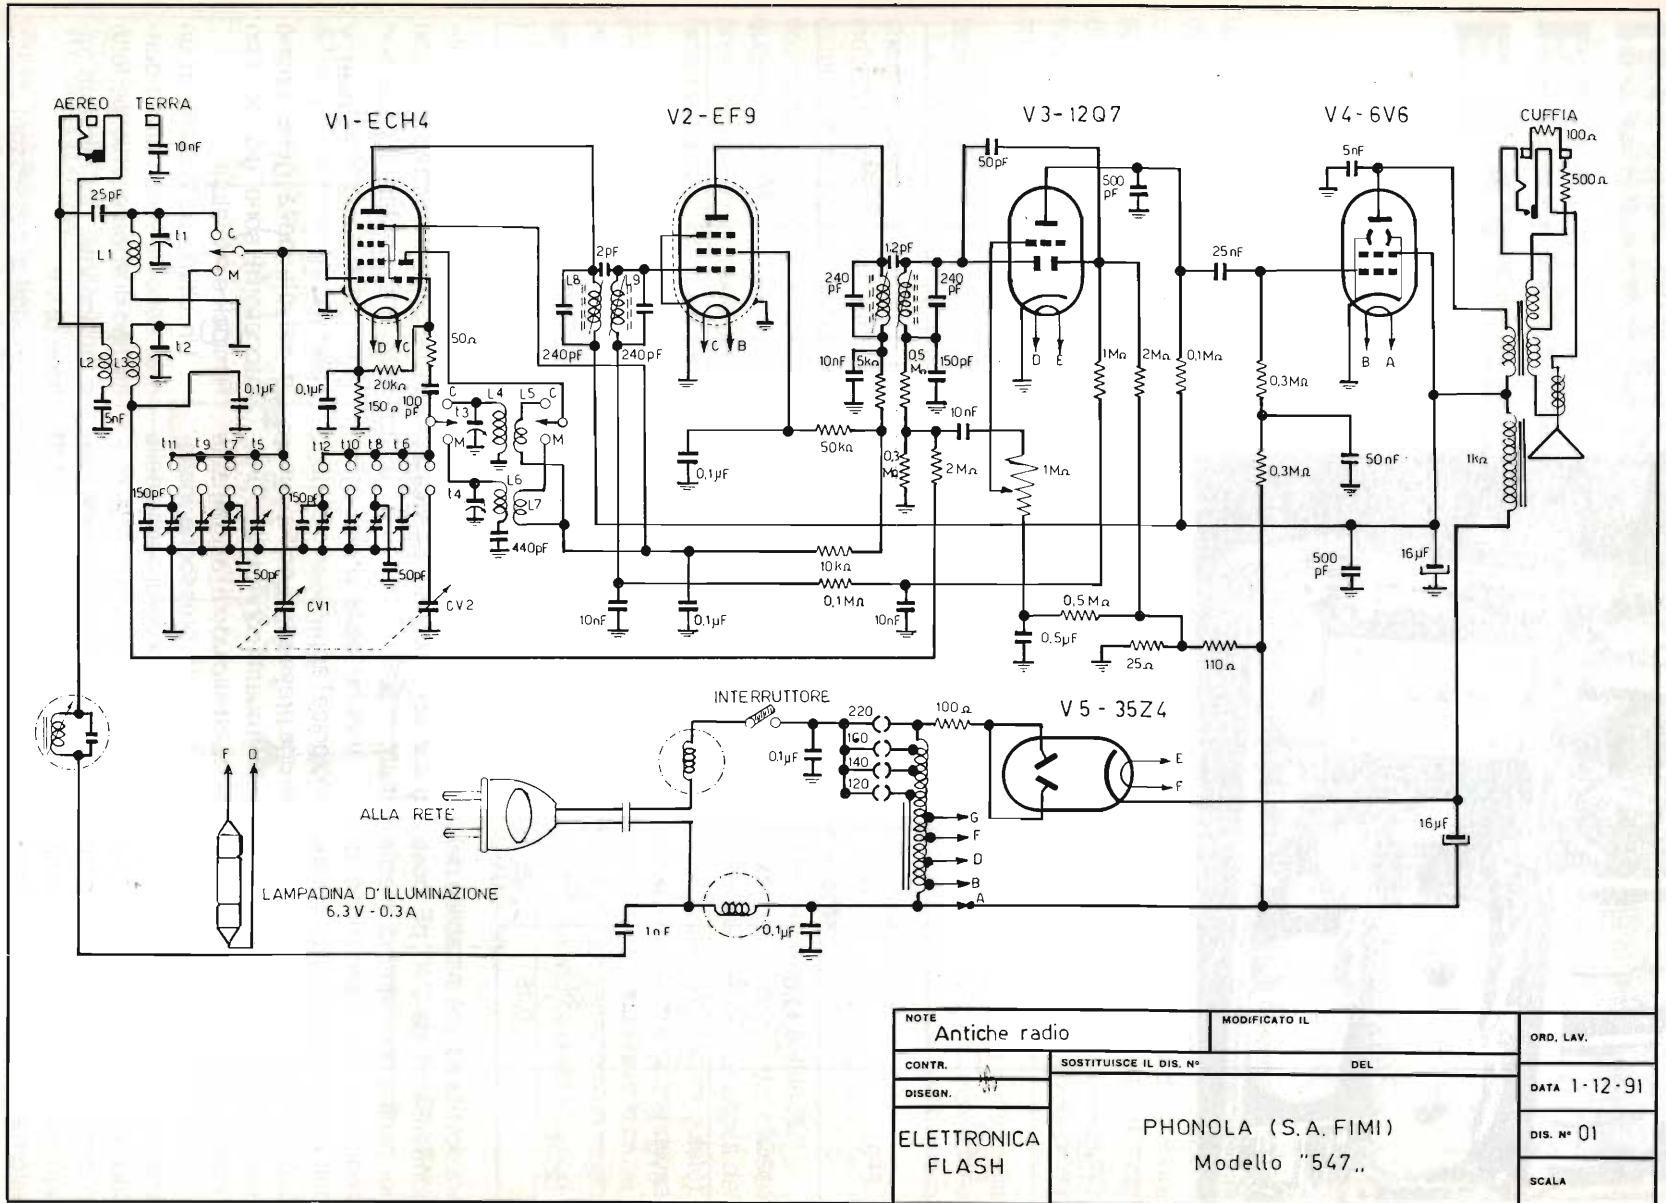 AEREO
TERRA
10nF
25pF
L1
t1
C
M
L2
L3
t2
5nF
0,1µF
V1-ECH4
D
C
50Ω
20kΩ
150Ω
100 pF
0,1µF
C
t3
M
L4
L5
C
M
t4
L6
L7
440pF
t11
t9
t7
t5
t12
t10
t8
t6
150pF
150pF
50pF
50pF
CV1
CV2
V2-EF9
L8
2pF
L9
240pF
240pF
C
B
0,1µF
50kΩ
10kΩ
0,1MΩ
10nF
0,1µF
10nF
V3-12Q7
50pF
500 pF
12pF
240 pF
240 pF
10nF
5kΩ
0,5 MΩ
150pF
0,3 MΩ
2MΩ
10nF
1MΩ
D
E
1MΩ
2MΩ
0,1MΩ
0,5MΩ
0,5µF
25Ω
110Ω
V4-6V6
5nF
25nF
B
A
0,3MΩ
0,3MΩ
50nF
500 pF
16µF
CUFFIA
100Ω
500Ω
1kΩ
F
D
LAMPADINA D'ILLUMINAZIONE
6,3V-0,3A
ALLA RETE
INTERRUTTORE
0,1µF
220
160
140
120
100Ω
G
F
D
B
A
1nF
0,1µF
V5-35Z4
E
F
16µF
NOTE
Antiche radio
MODIFICATO IL
ORD. LAV.
CONTR.
SOSTITUISCE IL DIS. N°
DEL
DATA 1-12-91
DISEGN.
ELETTRONICA
FLASH
PHONOLA (S.A. FIMI)
Modello "547„
DIS. N° 01
SCALA